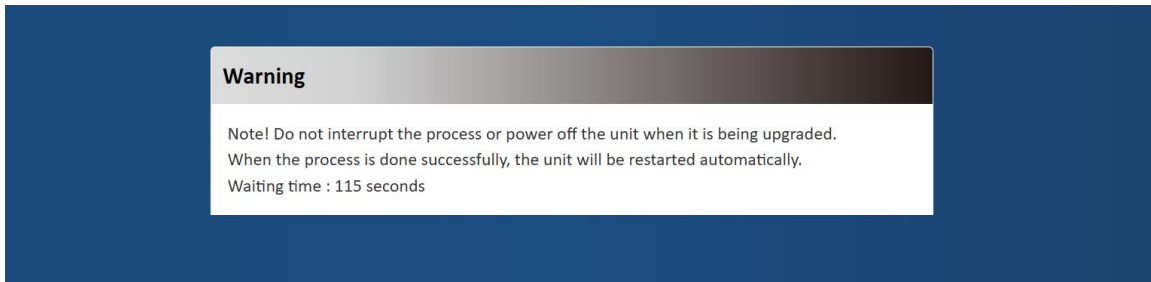 Warning
Note! Do not interrupt the process or power off the unit when it is being upgraded.
When the process is done successfully, the unit will be restarted automatically.
Waiting time : 115 seconds